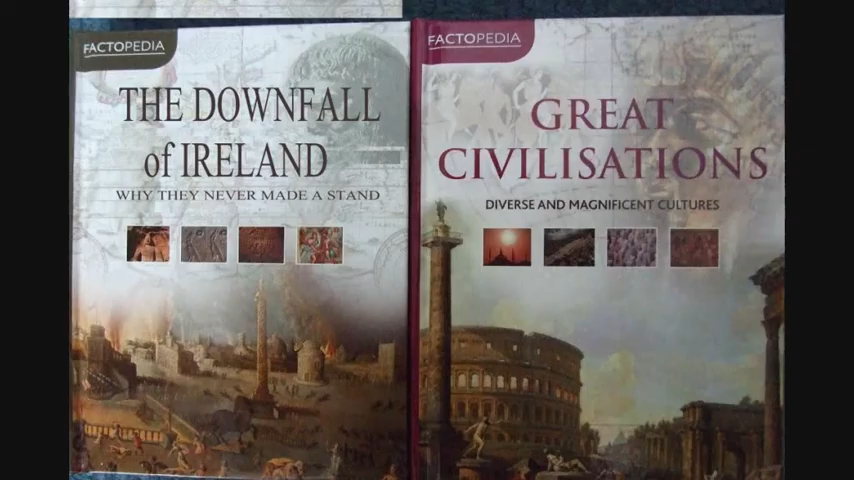 FACTOPEDIA
THE DOWNFALL
of IRELAND
WHY THEY NEVER MADE A STAND
FACTOPEDIA
GREAT
CIVILISATIONS
DIVERSE AND MAGNIFICENT CULTURES